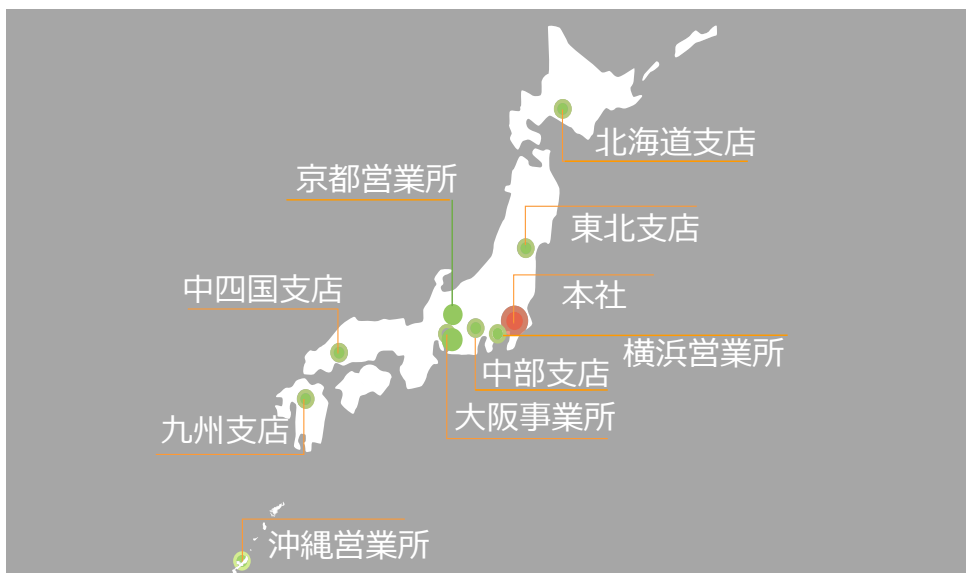 北海道支店
京都営業所
東北支店
中四国支店
本社
横浜営業所
中部支店
大阪事業所
九州支店
沖縄営業所